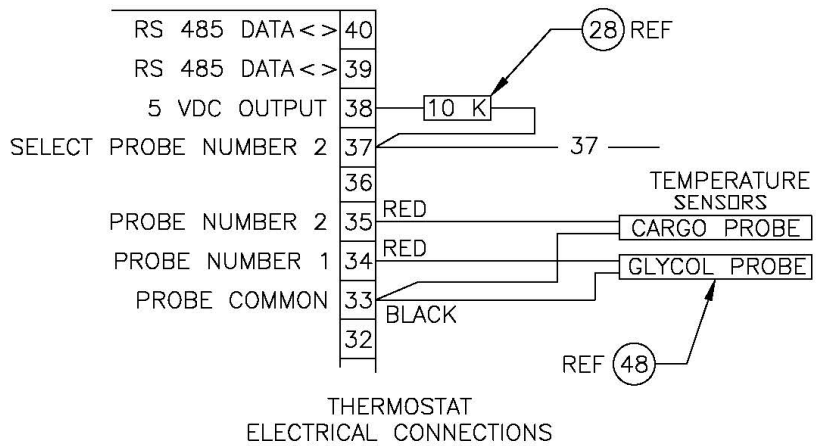 RS 485 DATA<> 40
28 REF
RS 485 DATA<> 39
5 VDC OUTPUT 38 10 K
SELECT PROBE NUMBER 2 37 37
36
TEMPERATURE
SENSORS
PROBE NUMBER 2 35 RED CARGO PROBE
PROBE NUMBER 1 34 RED GLYCOL PROBE
PROBE COMMON 33 BLACK
32
REF 48
THERMOSTAT
ELECTRICAL CONNECTIONS